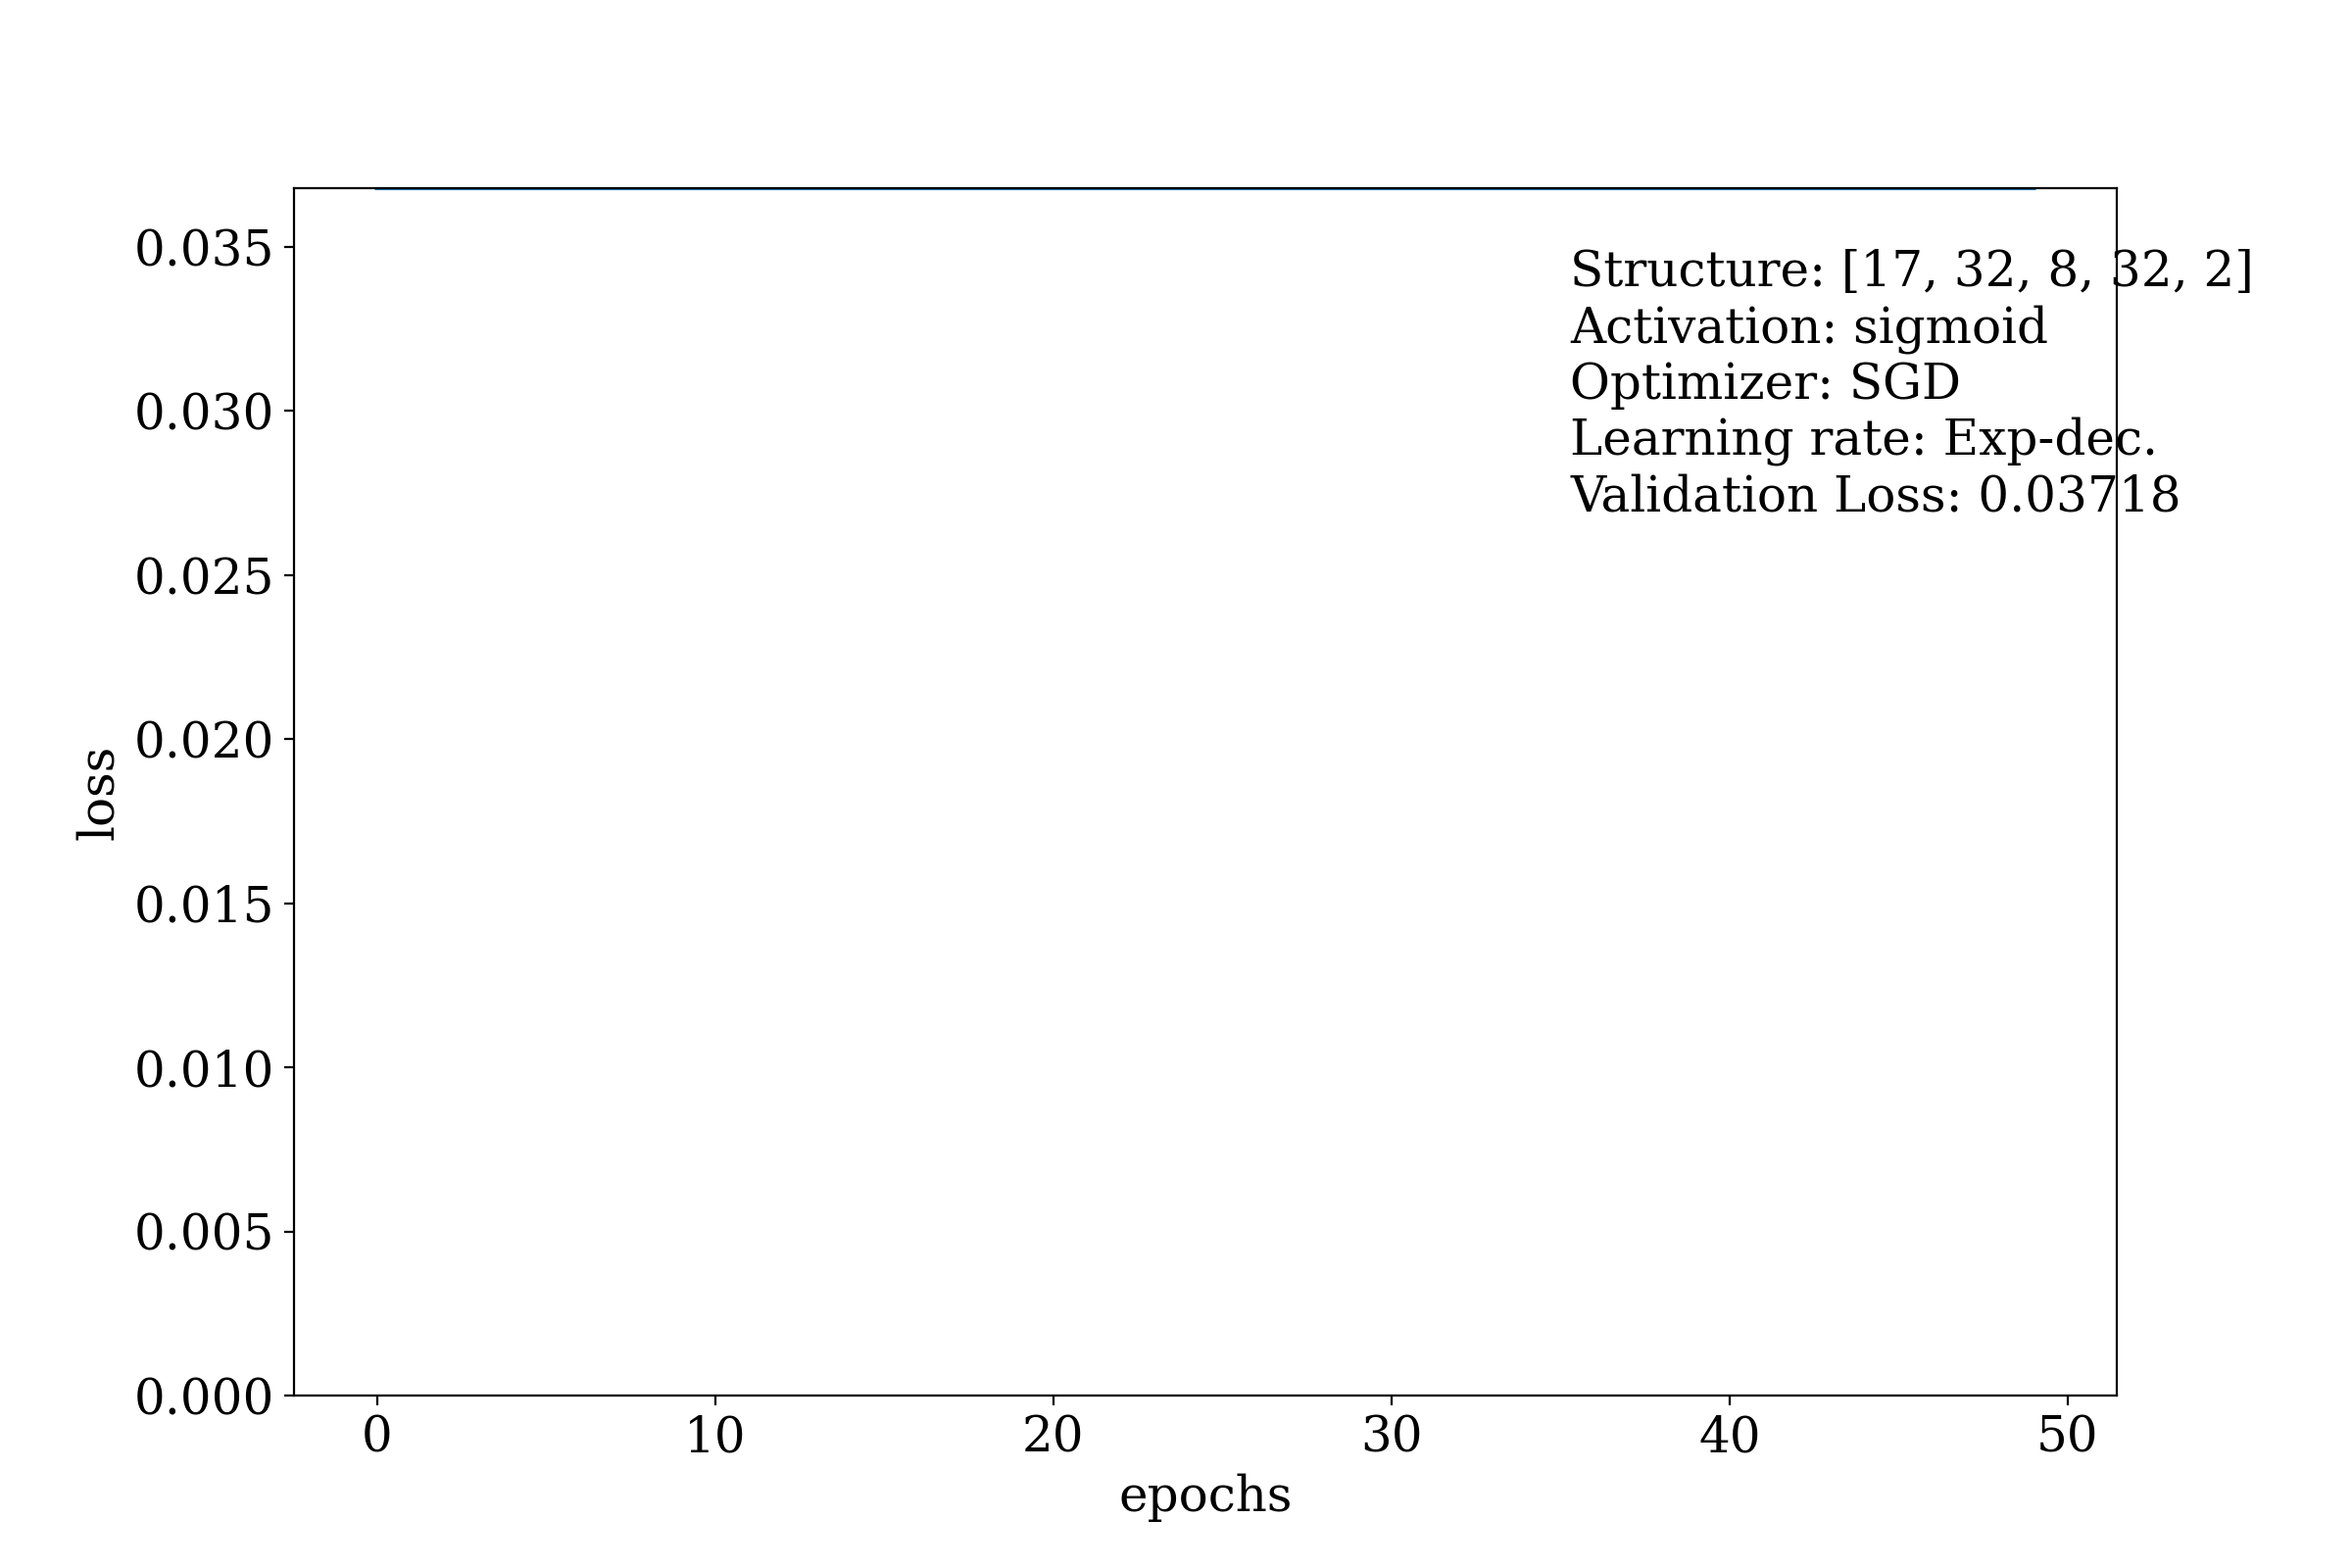 0.035
0.030
0.025
0.020
0.015
0.010
0.005
0.000
loss
Structure: [17, 32, 8, 32, 2]
Activation: sigmoid
Optimizer: SGD
Learning rate: Exp-dec.
Validation Loss: 0.03718
0 10 20 30 40 50
epochs